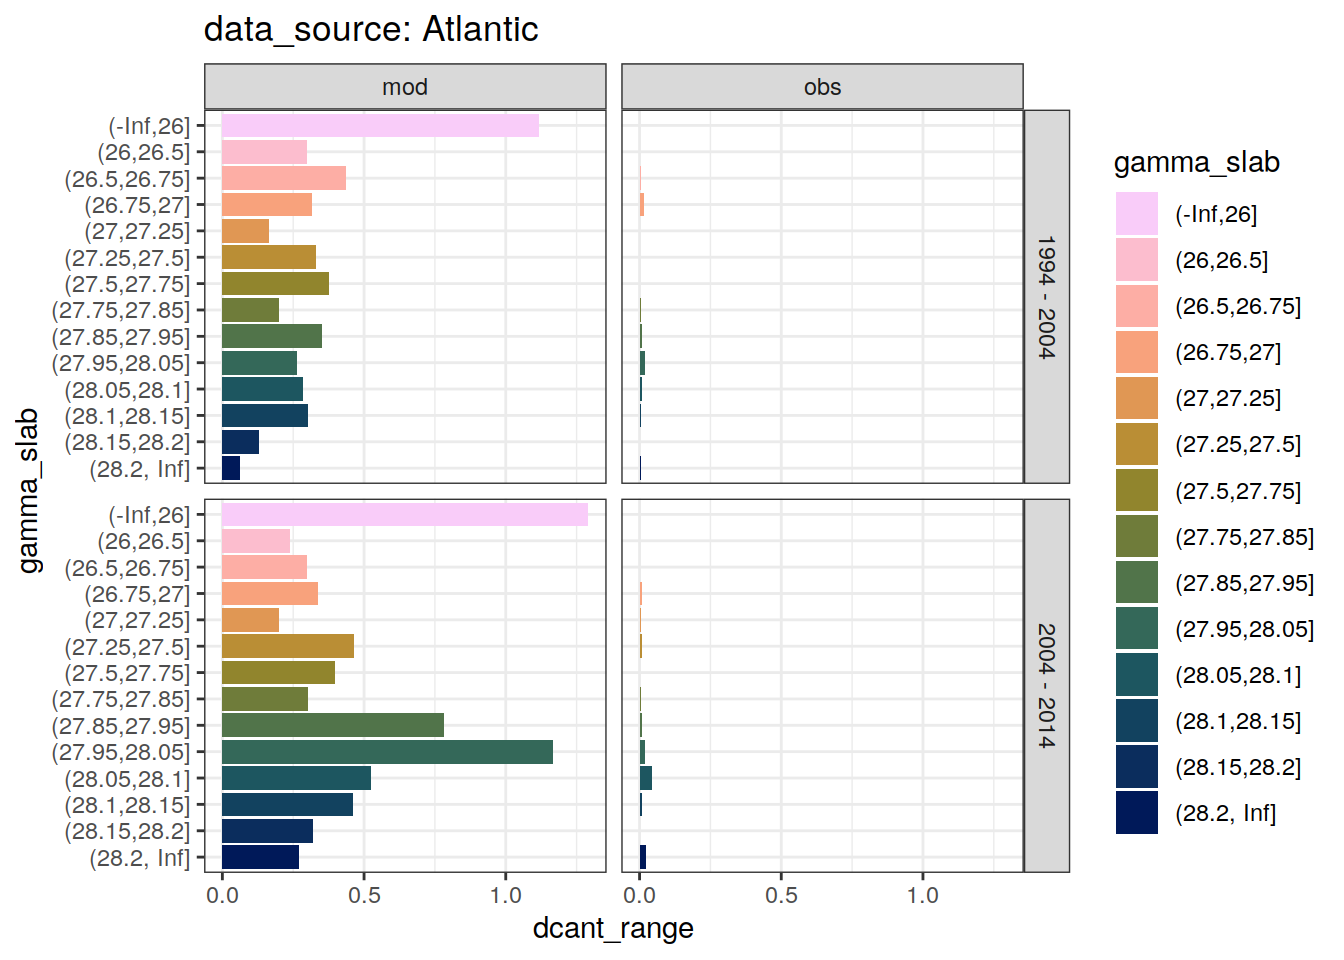 data_source: Atlantic
mod
obs
(-Inf,26]
(26,26.5]
(26.5,26.75]
(26.75,27]
(27,27.25]
(27.25,27.5]
(27.5,27.75]
(27.75,27.85]
(27.85,27.95]
(27.95,28.05]
(28.05,28.1]
(28.1,28.15]
(28.15,28.2]
(28.2, Inf]
1994 - 2004
(-Inf,26]
(26,26.5]
(26.5,26.75]
(26.75,27]
(27,27.25]
(27.25,27.5]
(27.5,27.75]
(27.75,27.85]
(27.85,27.95]
(27.95,28.05]
(28.05,28.1]
(28.1,28.15]
(28.15,28.2]
(28.2, Inf]
2004 - 2014
gamma_slab
0.0 0.5 1.0
0.0 0.5 1.0
dcant_range
gamma_slab
(-Inf,26]
(26,26.5]
(26.5,26.75]
(26.75,27]
(27,27.25]
(27.25,27.5]
(27.5,27.75]
(27.75,27.85]
(27.85,27.95]
(27.95,28.05]
(28.05,28.1]
(28.1,28.15]
(28.15,28.2]
(28.2, Inf]